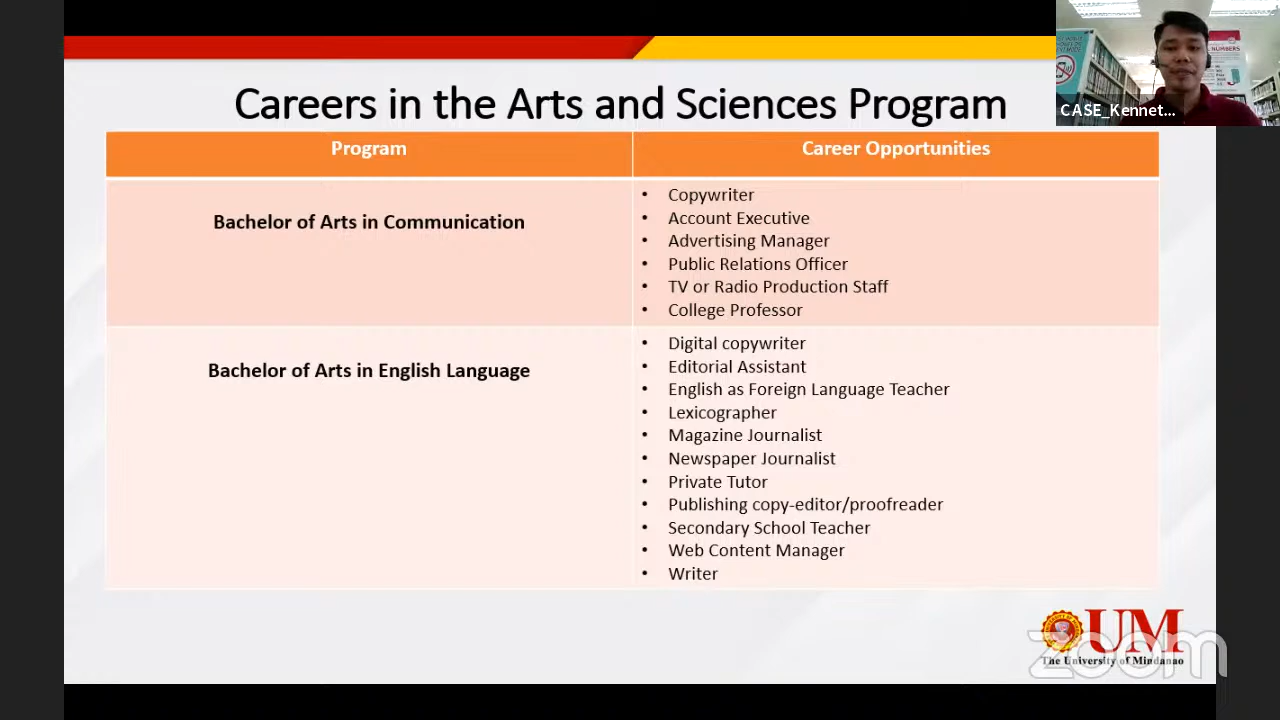 Careers in the Arts and Sciences Program
CASE_Kennet...
NUMBERS
Program
Career Opportunities
Bachelor of Arts in Communication
• Copywriter
• Account Executive
• Advertising Manager
• Public Relations Officer
• TV or Radio Production Staff
• College Professor
Bachelor of Arts in English Language
• Digital copywriter
• Editorial Assistant
• English as Foreign Language Teacher
• Lexicographer
• Magazine Journalist
• Newspaper Journalist
• Private Tutor
• Publishing copy-editor/proofreader
• Secondary School Teacher
• Web Content Manager
• Writer
UM
The University of Mindanao
zoom